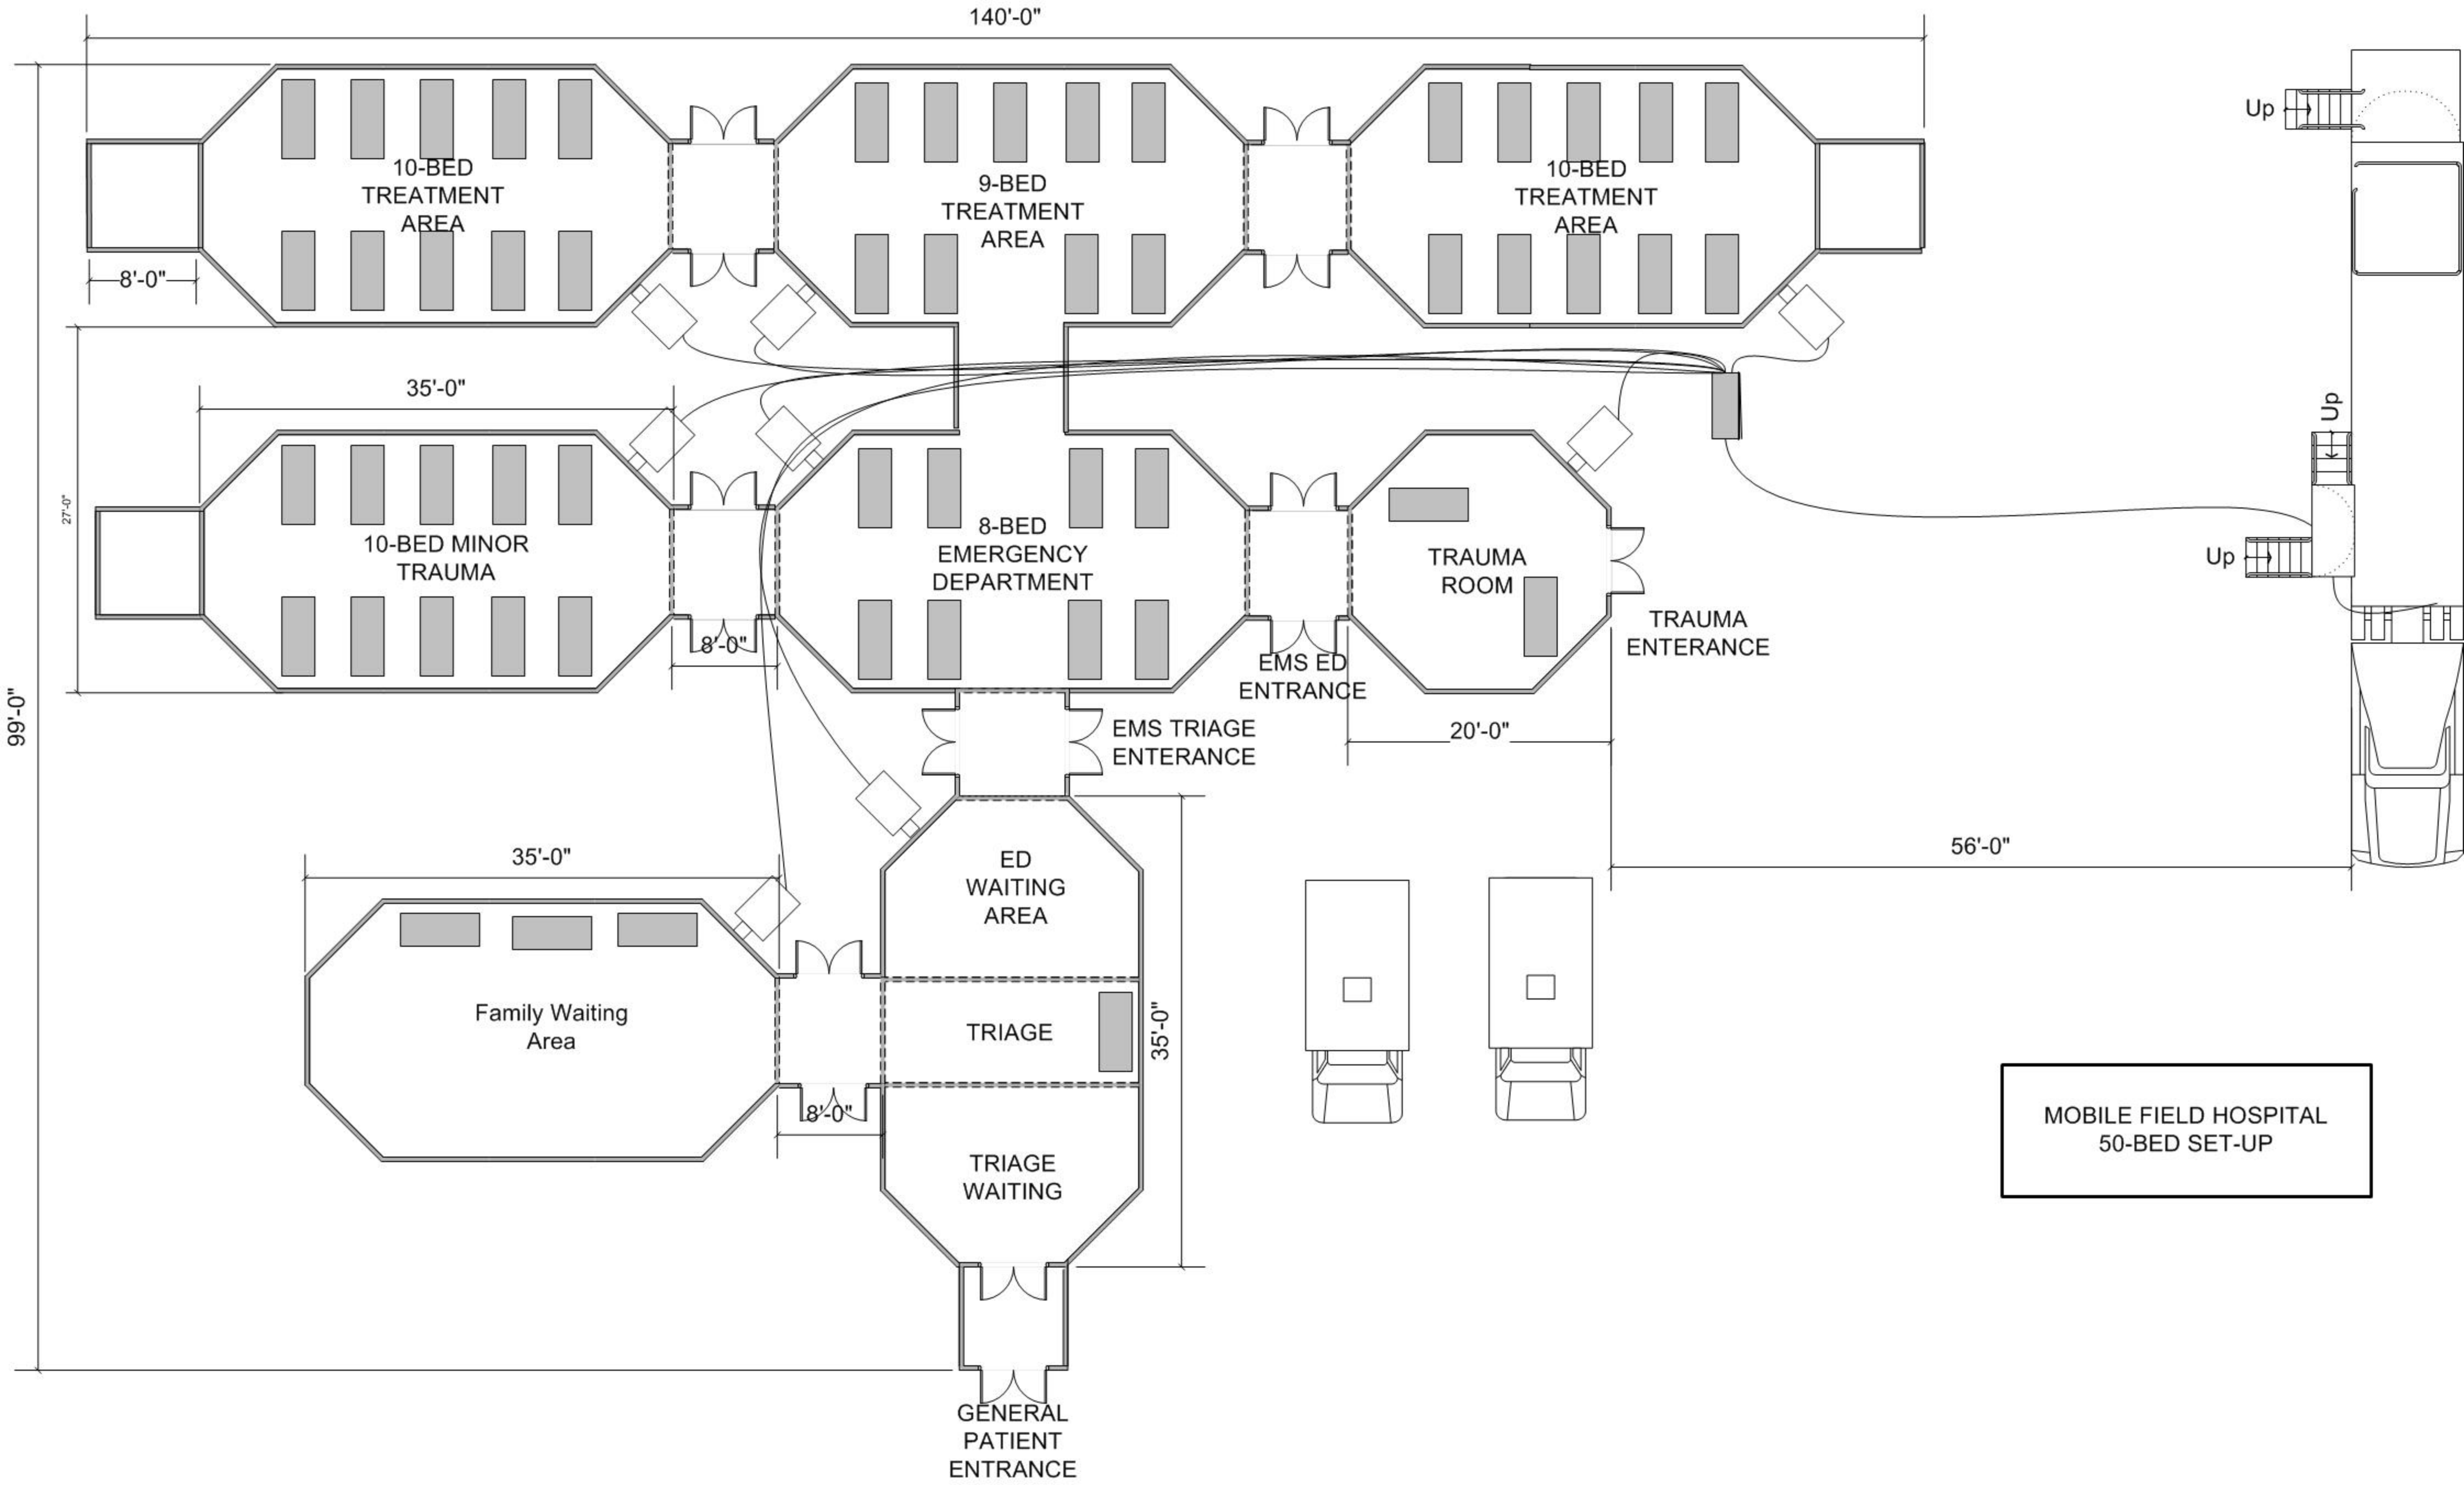 140'-0"
Up
10-BED
TREATMENT
AREA
9-BED
TREATMENT
AREA
10-BED
TREATMENT
AREA
8'-0"
35'-0"
Up
27'-0"
10-BED MINOR
TRAUMA
8-BED
EMERGENCY
DEPARTMENT
TRAUMA
ROOM
Up
TRAUMA
ENTERANCE
8'-0"
EMS ED
ENTRANCE
99'-0"
EMS TRIAGE
ENTERANCE
20'-0"
56'-0"
35'-0"
ED
WAITING
AREA
Family Waiting
Area
TRIAGE
35'-0"
8'-0"
TRIAGE
WAITING
MOBILE FIELD HOSPITAL
50-BED SET-UP
GENERAL
PATIENT
ENTRANCE